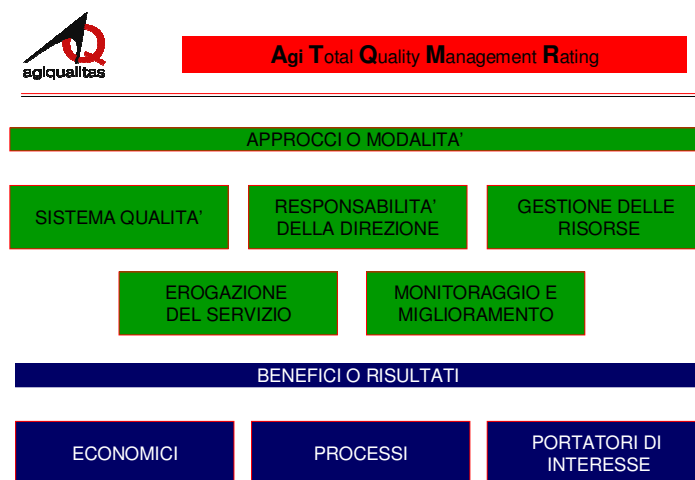 agiqualitas
Agi Total Quality Management Rating
APPROCCI O MODALITA'
SISTEMA QUALITA'
RESPONSABILITA'
DELLA DIREZIONE
GESTIONE DELLE
RISORSE
EROGAZIONE
DEL SERVIZIO
MONITORAGGIO E
MIGLIORAMENTO
BENEFICI O RISULTATI
ECONOMICI
PROCESSI
PORTATORI DI
INTERESSE